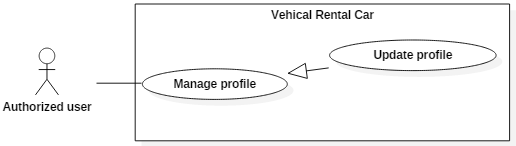 Vehical Rental Car
Update profile
Manage profile
Authorized user